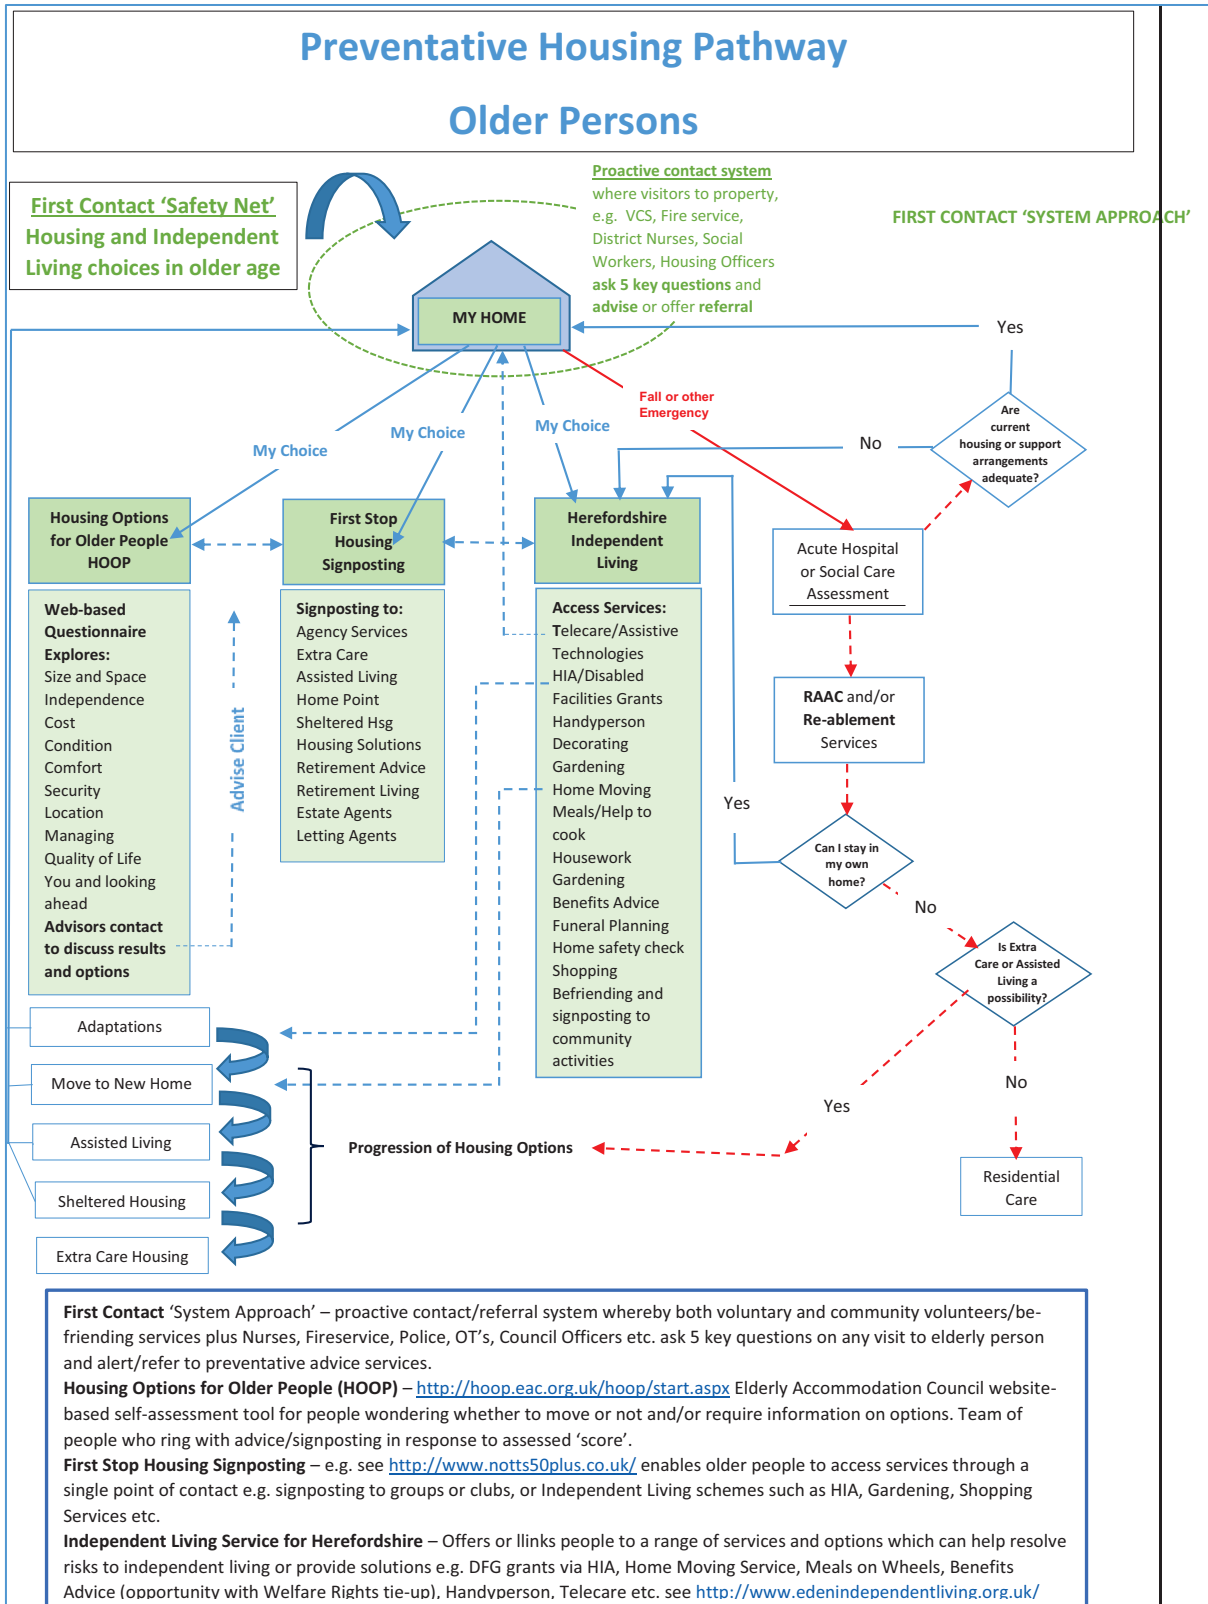 Preventative Housing Pathway
Older Persons
First Contact ‘Safety Net’
Housing and Independent
Living choices in older age
Proactive contact system
where visitors to property,
e.g. VCS, Fire service,
District Nurses, Social
Workers, Housing Officers
ask 5 key questions and
advise or offer referral
FIRST CONTACT ‘SYSTEM APPROACH’
MY HOME
Yes
Fall or other
Emergency
Are
current
housing or support
arrangements
adequate?
No
My Choice
My Choice
My Choice
Housing Options
for Older People
HOOP
First Stop
Housing
Signposting
Herefordshire
Independent
Living
Acute Hospital
or Social Care
Assessment
Web-based
Questionnaire
Explores:
Size and Space
Independence
Cost
Condition
Comfort
Security
Location
Managing
Quality of Life
You and looking
ahead
Advisors contact
to discuss results
and options
Advise Client
Signposting to:
Agency Services
Extra Care
Assisted Living
Home Point
Sheltered Hsg
Housing Solutions
Retirement Advice
Retirement Living
Estate Agents
Letting Agents
Access Services:
Telecare/Assistive
Technologies
HIA/Disabled
Facilities Grants
Handyperson
Decorating
Gardening
Home Moving
Meals/Help to
cook
Housework
Gardening
Benefits Advice
Funeral Planning
Home safety check
Shopping
Befriending and
signposting to
community
activities
RAAC and/or
Re-ablement
Services
Yes
Can I stay in
my own
home?
No
Is Extra
Care or Assisted
Living a
possibility?
Yes
No
Residential
Care
Adaptations
Move to New Home
Assisted Living
Sheltered Housing
Extra Care Housing
Progression of Housing Options
First Contact ‘System Approach’ – proactive contact/referral system whereby both voluntary and community volunteers/be-
friending services plus Nurses, Fireservice, Police, OT’s, Council Officers etc. ask 5 key questions on any visit to elderly person
and alert/refer to preventative advice services.
Housing Options for Older People (HOOP) – http://hoop.eac.org.uk/hoop/start.aspx Elderly Accommodation Council website-
based self-assessment tool for people wondering whether to move or not and/or require information on options. Team of
people who ring with advice/signposting in response to assessed ‘score’.
First Stop Housing Signposting – e.g. see http://www.notts50plus.co.uk/ enables older people to access services through a
single point of contact e.g. signposting to groups or clubs, or Independent Living schemes such as HIA, Gardening, Shopping
Services etc.
Independent Living Service for Herefordshire – Offers or llinks people to a range of services and options which can help resolve
risks to independent living or provide solutions e.g. DFG grants via HIA, Home Moving Service, Meals on Wheels, Benefits
Advice (opportunity with Welfare Rights tie-up), Handyperson, Telecare etc. see http://www.edenindependentliving.org.uk/